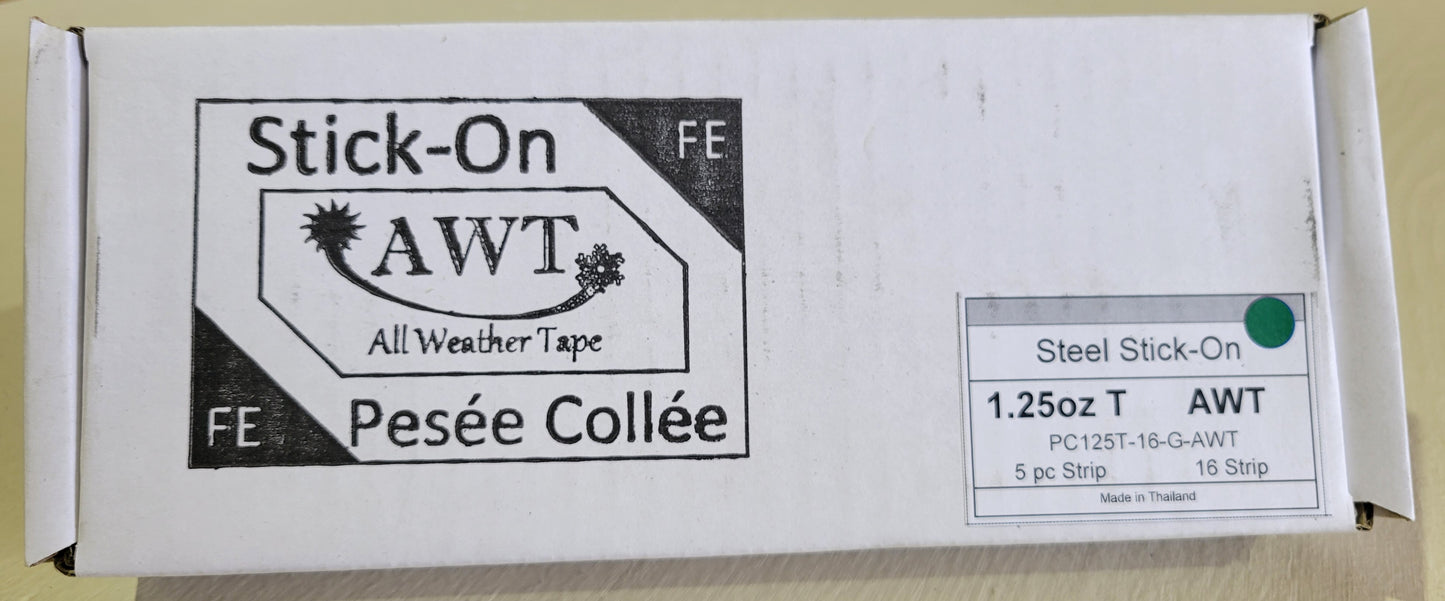 Stick-On
FE
AWT
All Weather Tape
FE
Pesée Collée
Steel Stick-On
1.25oz T AWT
PC125T-16-G-AWT
5 pc Strip 16 Strip
Made in Thailand